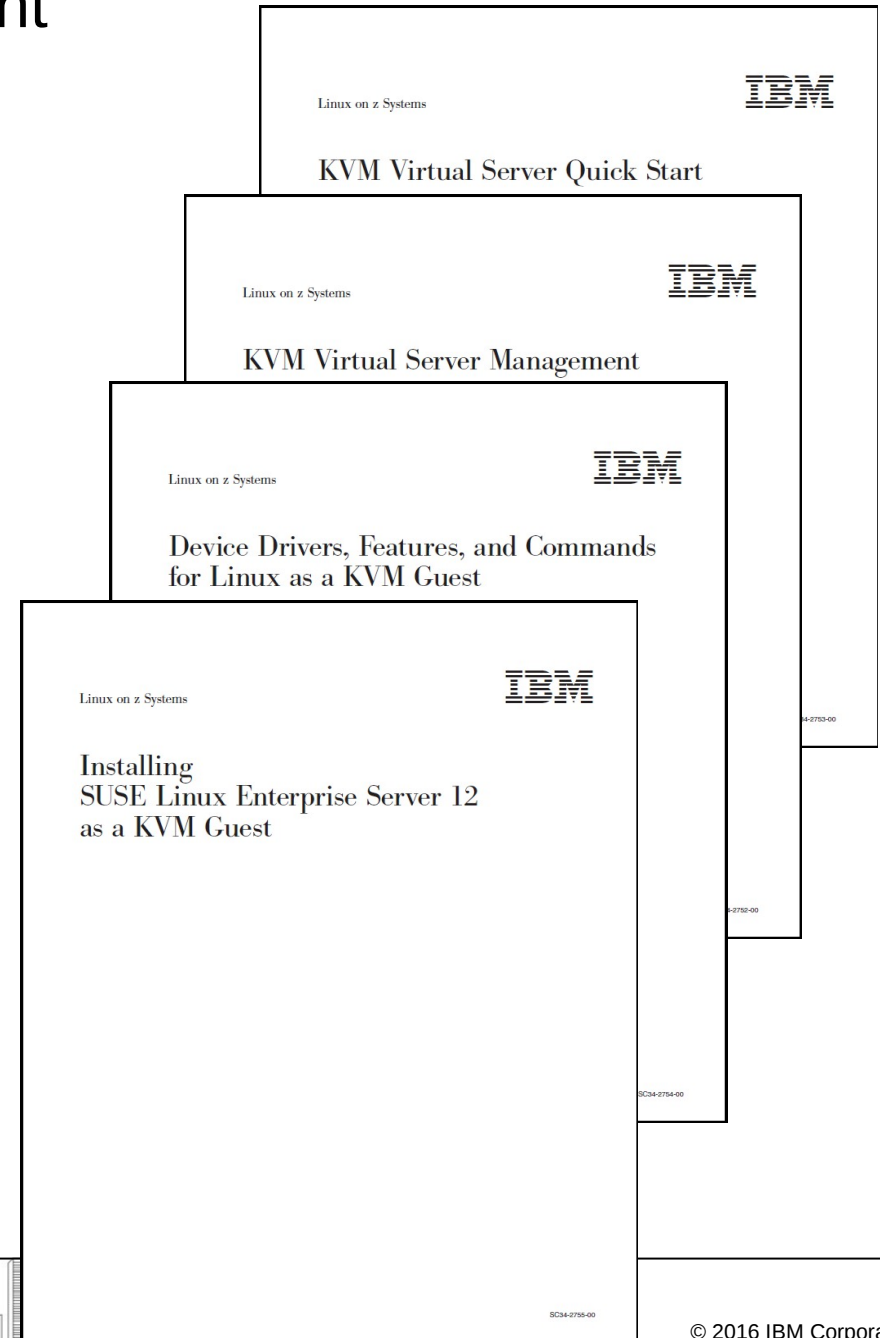 nt
Linux on z Systems
IBM
KVM Virtual Server Quick Start
Linux on z Systems
IBM
KVM Virtual Server Management
Linux on z Systems
IBM
Device Drivers, Features, and Commands
for Linux as a KVM Guest
Linux on z Systems
IBM
Installing
SUSE Linux Enterprise Server 12
as a KVM Guest
34-2753-00
4-2752-00
SC34-2754-00
SC34-2755-00
© 2016 IBM Corpora